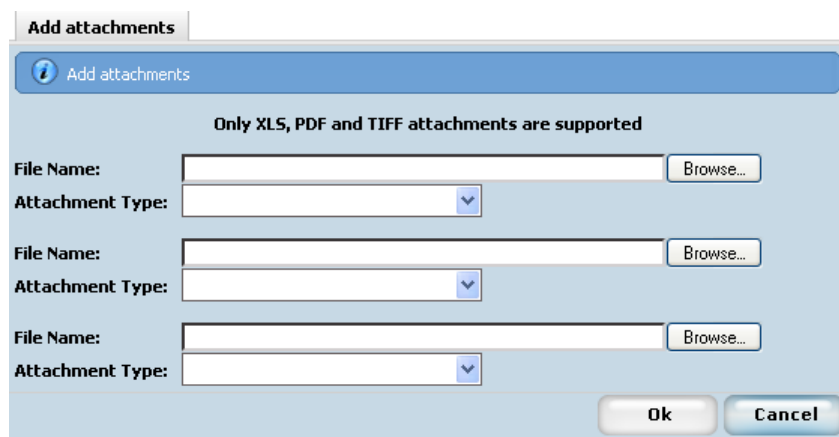 Add attachments
Add attachments
Only XLS, PDF and TIFF attachments are supported
File Name: Browse...
Attachment Type:
File Name: Browse...
Attachment Type:
File Name: Browse...
Attachment Type:
Ok Cancel